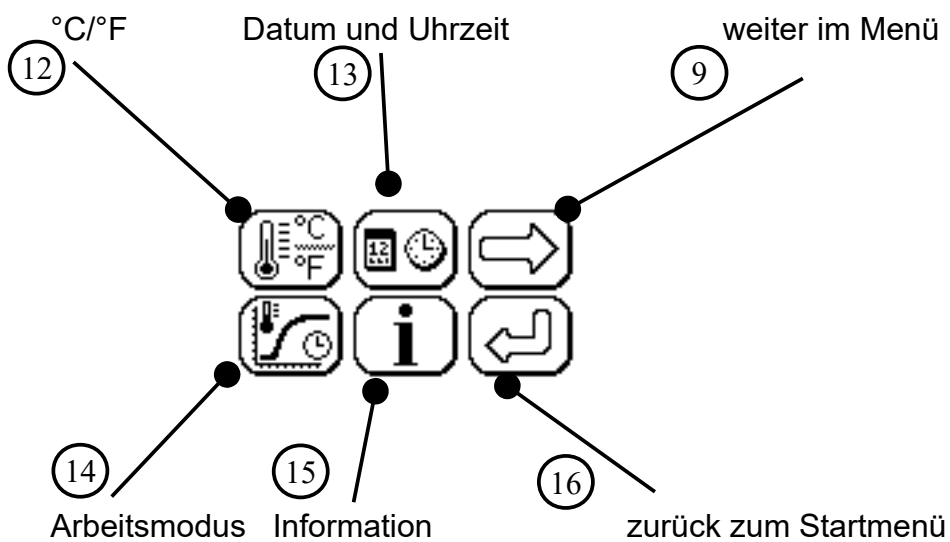 °C/°F Datum und Uhrzeit weiter im Menü
12 13 9
°C
°F
12
i
14 15 16
Arbeitsmodus Information zurück zum Startmenü